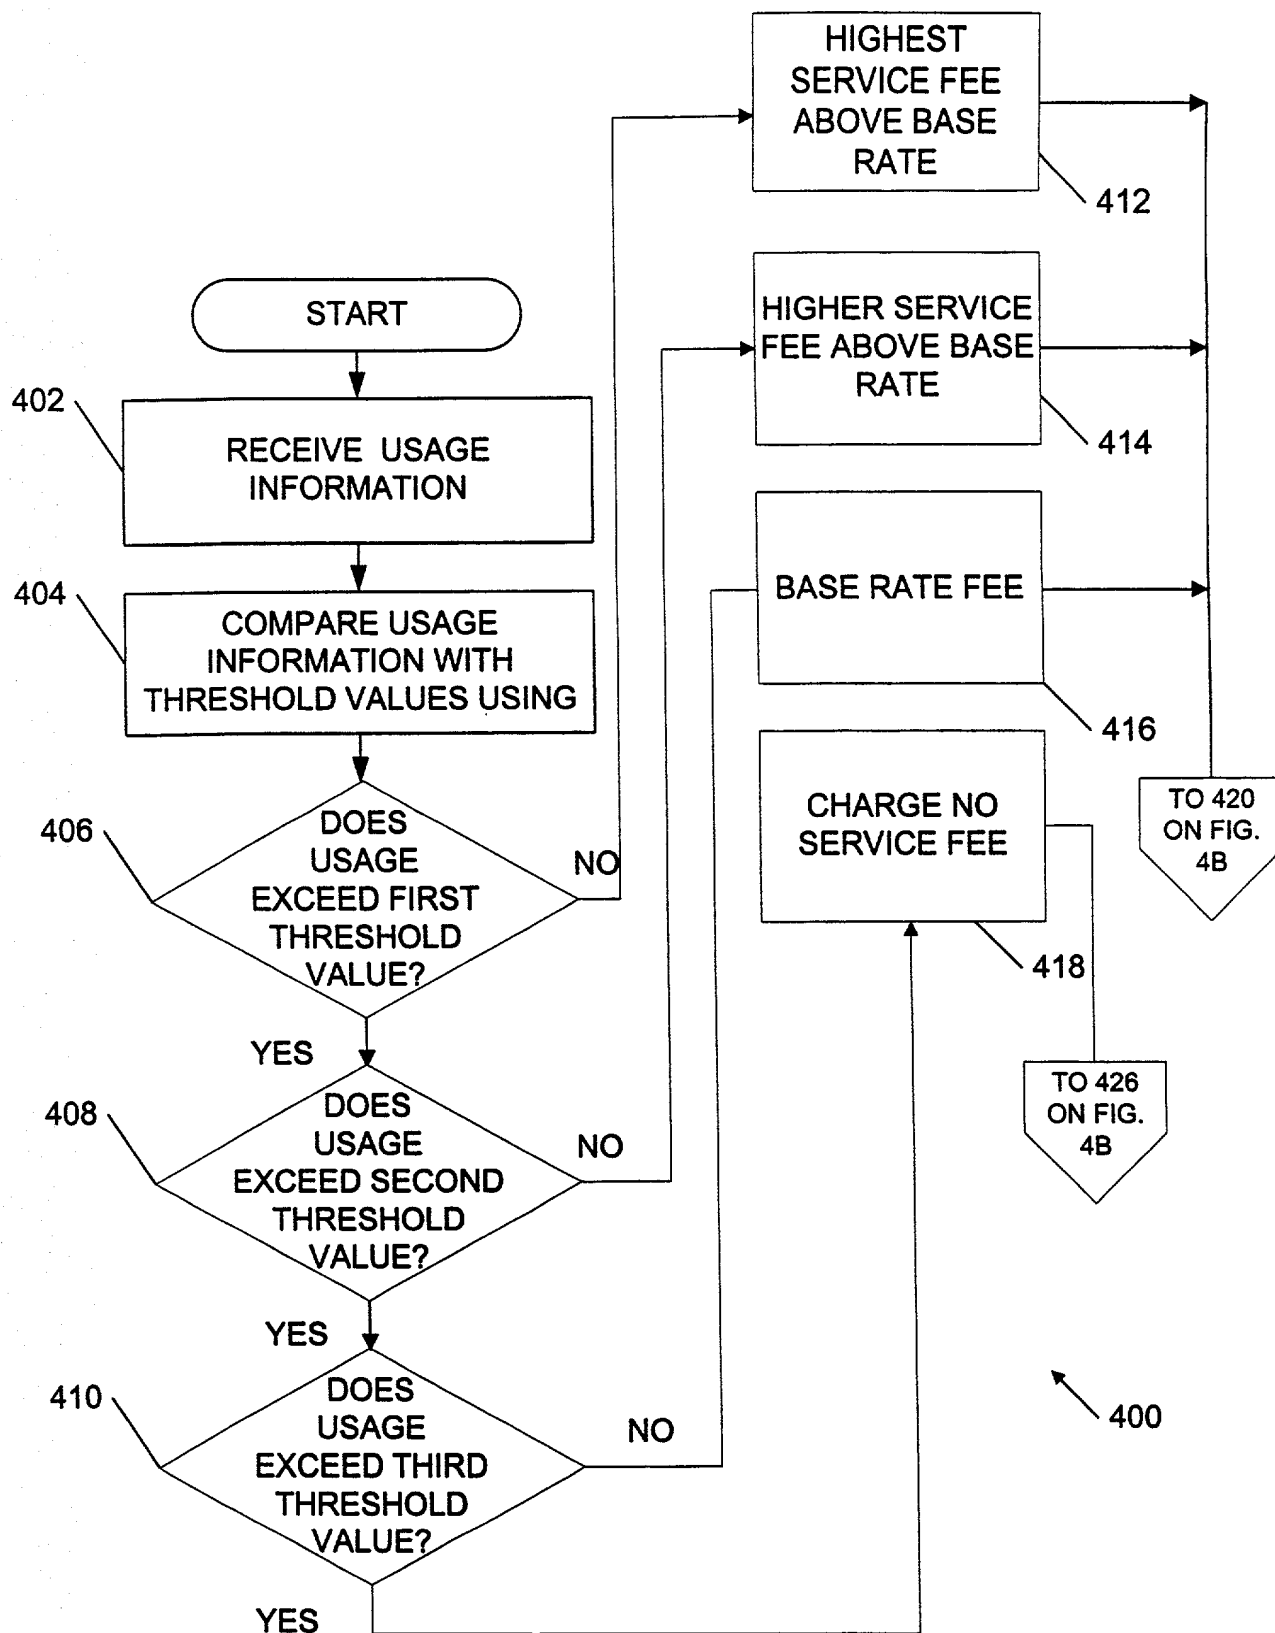 HIGHEST
SERVICE FEE
ABOVE BASE
RATE
412
START
HIGHER SERVICE
FEE ABOVE BASE
RATE
414
402
RECEIVE USAGE
INFORMATION
404
COMPARE USAGE
INFORMATION WITH
THRESHOLD VALUES USING
BASE RATE FEE
416
406
DOES
USAGE
EXCEED FIRST
THRESHOLD
VALUE?
NO
YES
CHARGE NO
SERVICE FEE
418
TO 420
ON FIG.
4B
TO 426
ON FIG.
4B
408
DOES
USAGE
EXCEED SECOND
THRESHOLD
VALUE?
NO
YES
410
DOES
USAGE
EXCEED THIRD
THRESHOLD
VALUE?
NO
YES
400